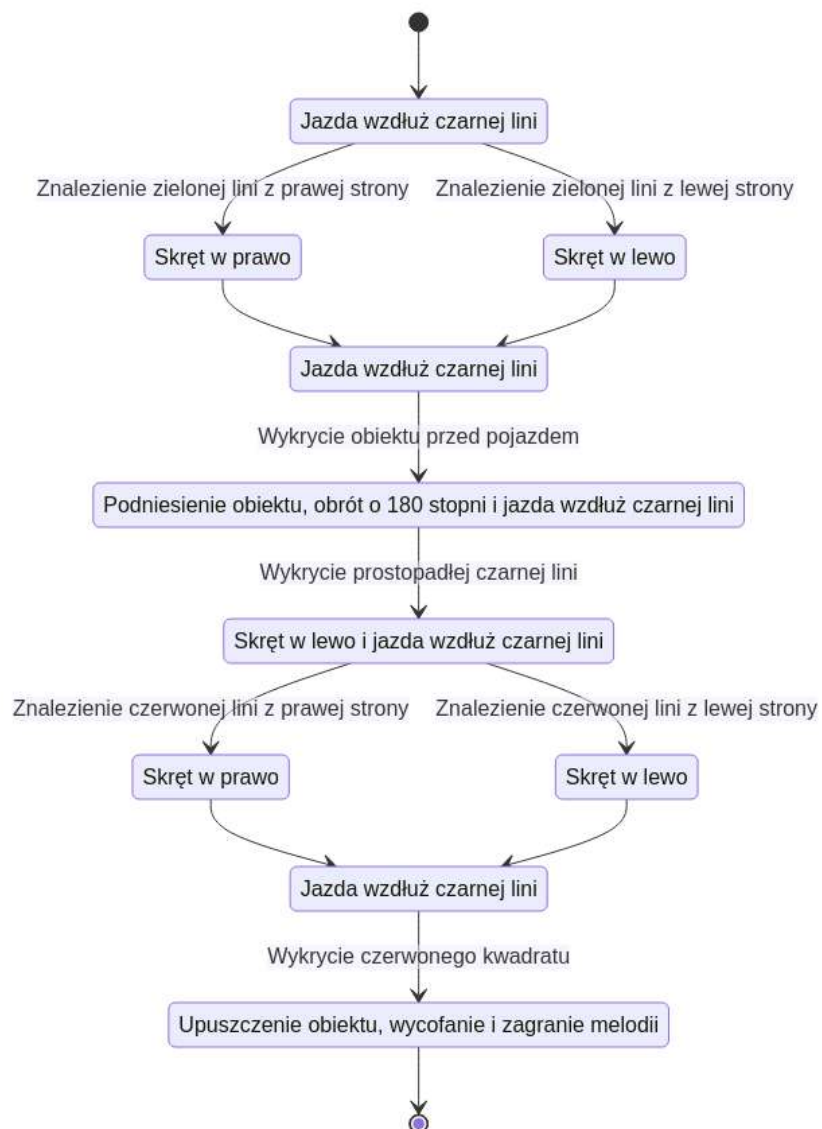 Jazda wzdłuż czarnej lini
Znalezienie zielonej lini z prawej strony
Znalezienie zielonej lini z lewej strony
Skręt w prawo
Skręt w lewo
Jazda wzdłuż czarnej lini
Wykrycie obiektu przed pojazdem
Podniesienie obiektu, obrót o 180 stopni i jazda wzdłuż czarnej lini
Wykrycie prostopadłej czarnej lini
Skręt w lewo i jazda wzdłuż czarnej lini
Znalezienie czerwonej lini z prawej strony
Znalezienie czerwonej lini z lewej strony
Skręt w prawo
Skręt w lewo
Jazda wzdłuż czarnej lini
Wykrycie czerwonego kwadratu
Upuszczenie obiektu, wycofanie i zagranie melodii